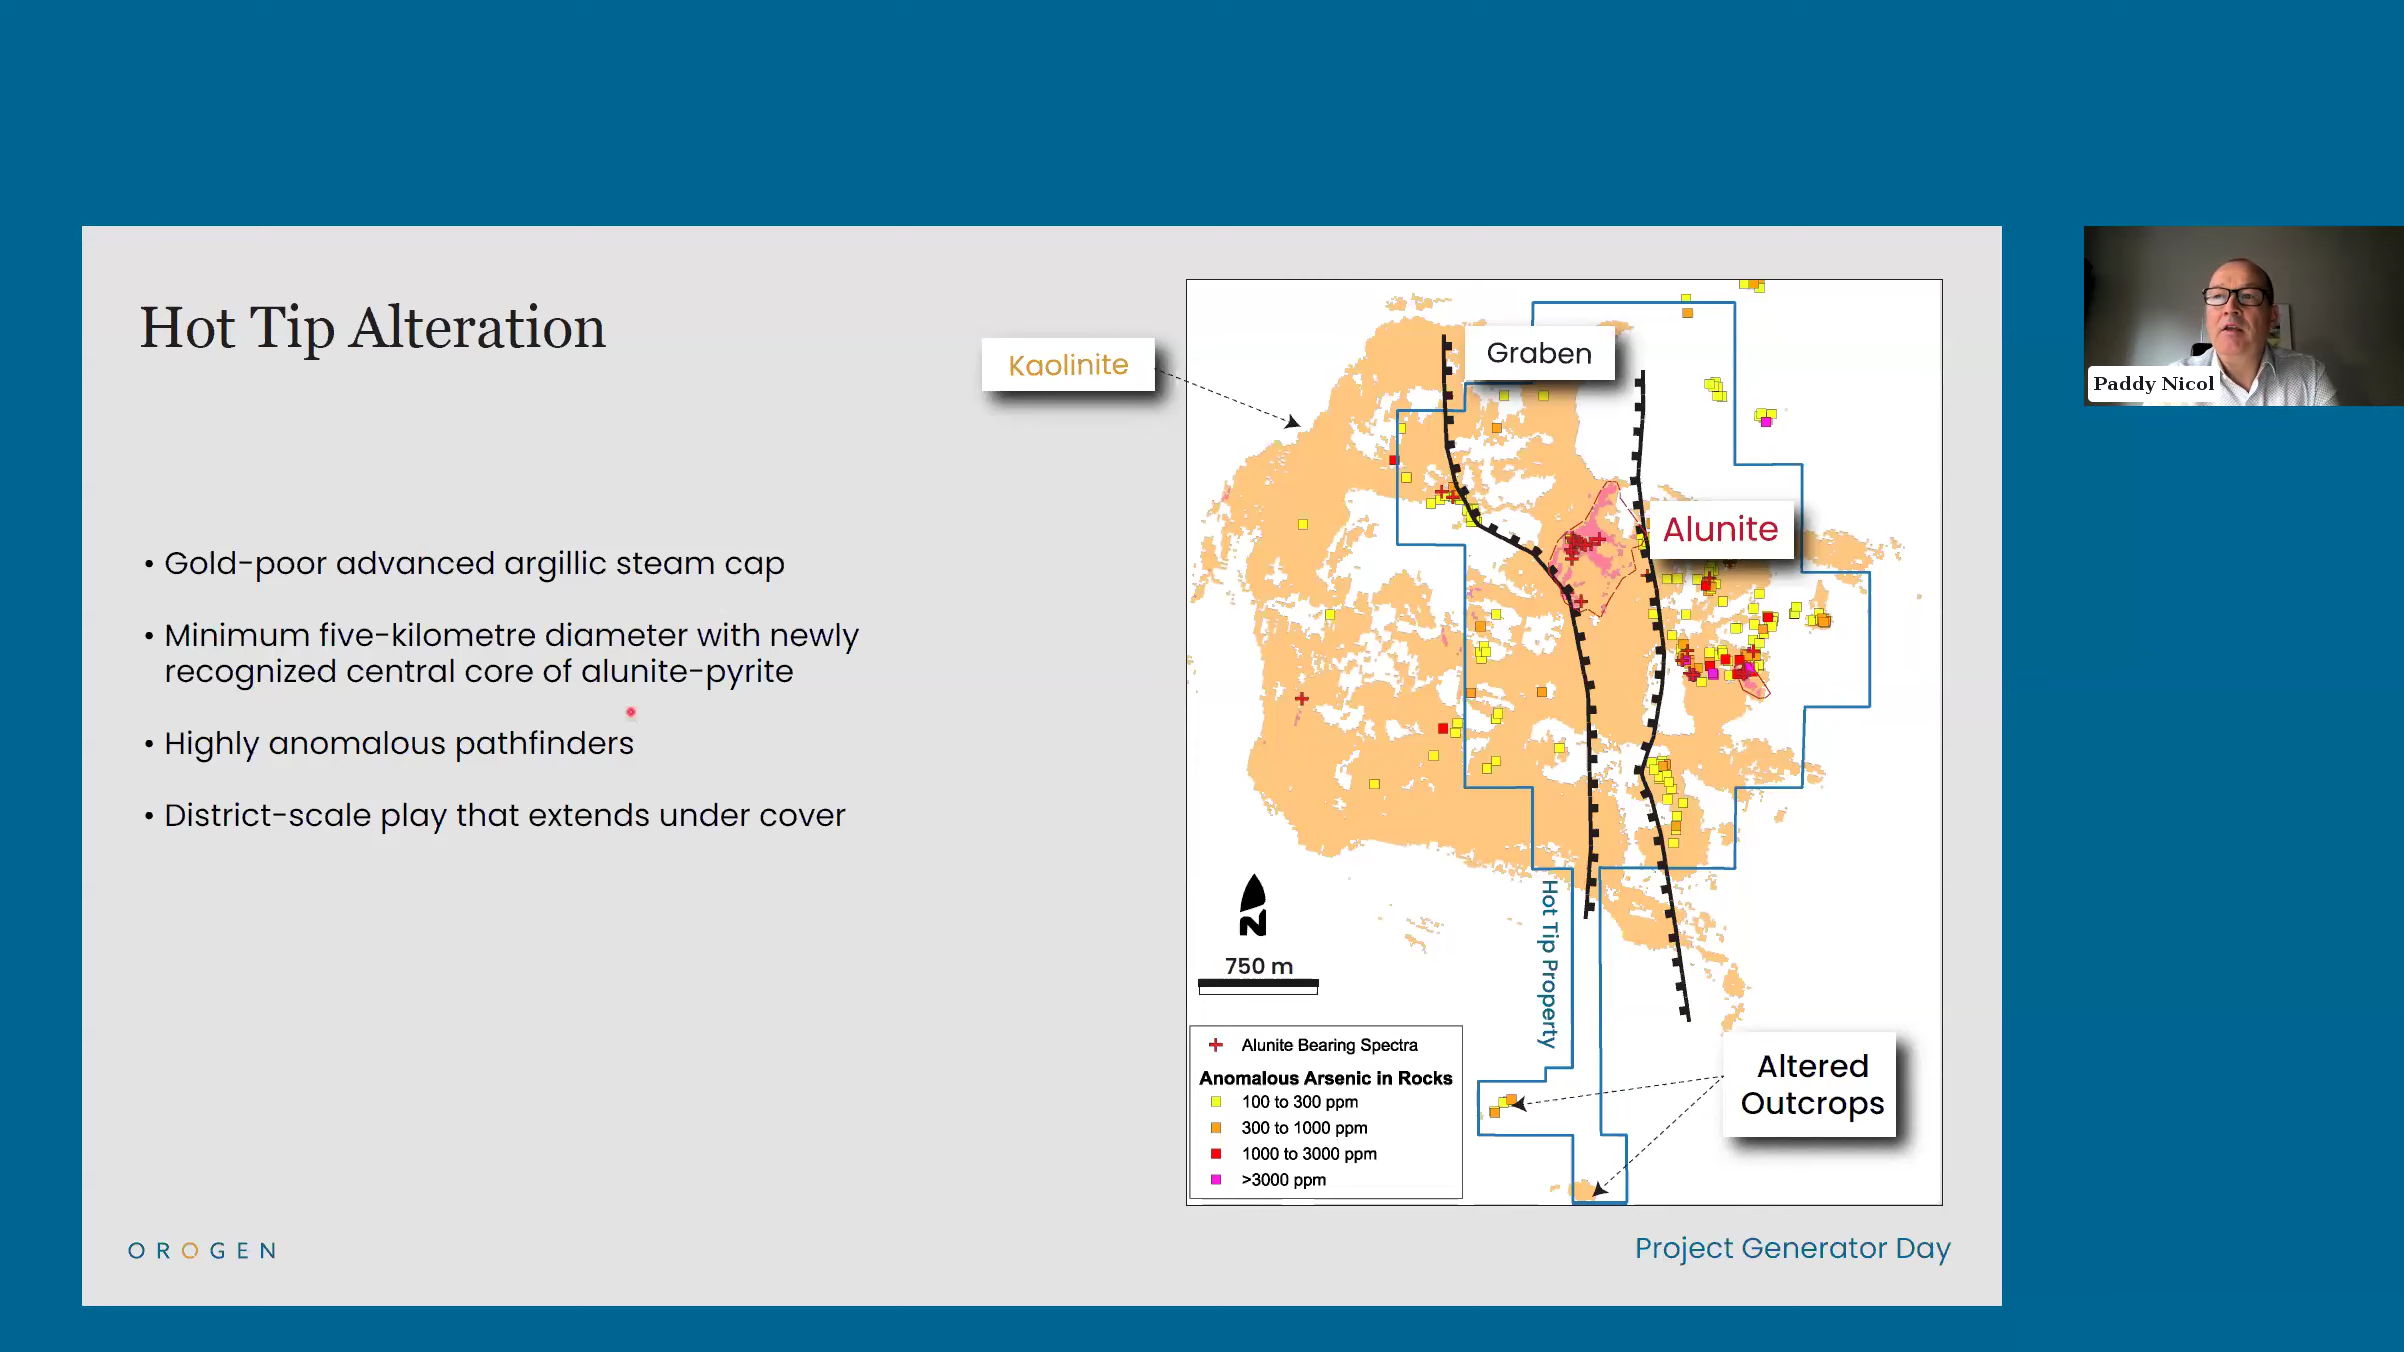 Hot Tip Alteration
• Gold-poor advanced argillic steam cap
• Minimum five-kilometre diameter with newly
recognized central core of alunite-pyrite
• Highly anomalous pathfinders
• District-scale play that extends under cover
Kaolinite
Graben
Alunite
Hot Tip Property
N
750 m
Alunite Bearing Spectra
Anomalous Arsenic in Rocks
100 to 300 ppm
300 to 1000 ppm
1000 to 3000 ppm
>3000 ppm
Altered
Outcrops
OROGEN
Project Generator Day
Paddy Nicol